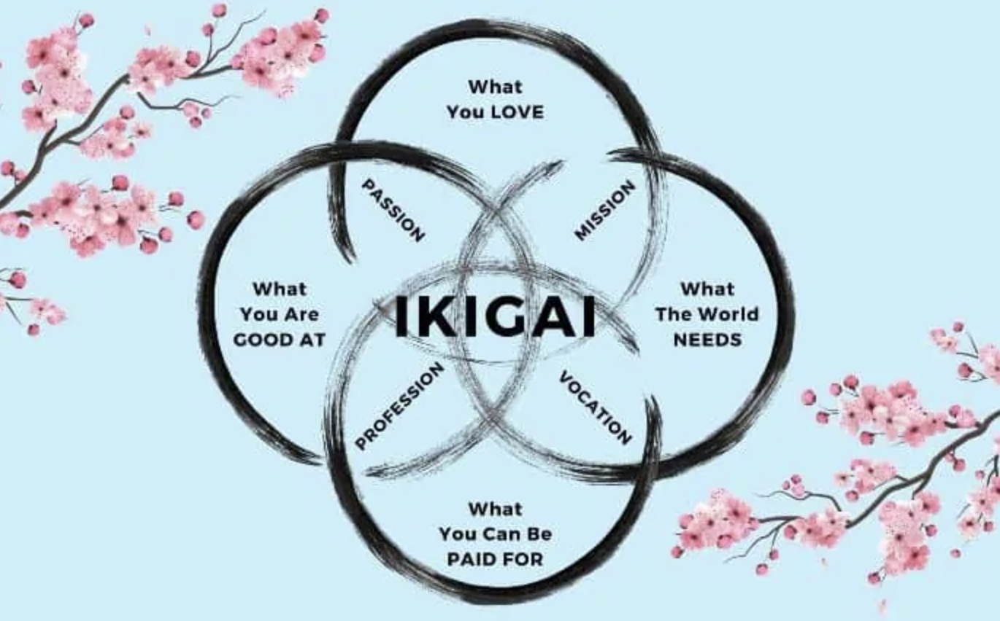 What
You LOVE
PASSION
MISSION
What
You Are
GOOD AT
IKIGAI
What
The World
NEEDS
PROFESSION
VOCATION
What
You Can Be
PAID FOR